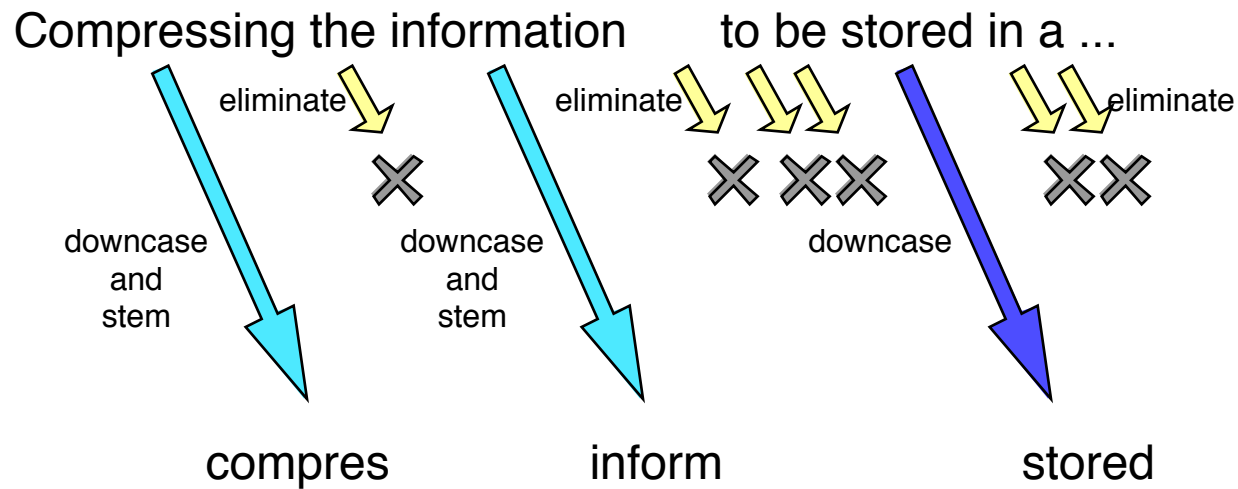 Compressing the information to be stored in a ...
eliminate eliminate eliminate
downcase
and
stem
downcase
and
stem
downcase
compres inform stored